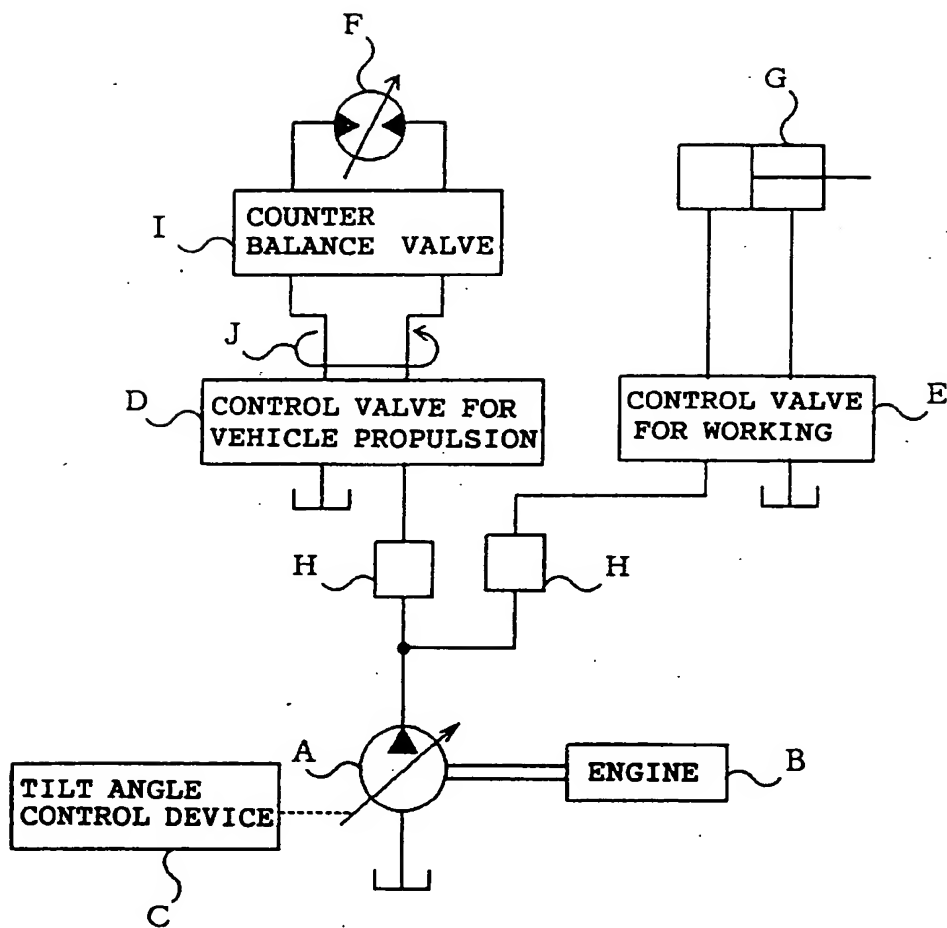 F
G
I
COUNTER
BALANCE VALVE
J
D
CONTROL VALVE FOR
VEHICLE PROPULSION
CONTROL VALVE
FOR WORKING
E
H
H
A
TILT ANGLE
CONTROL DEVICE
ENGINE
B
C